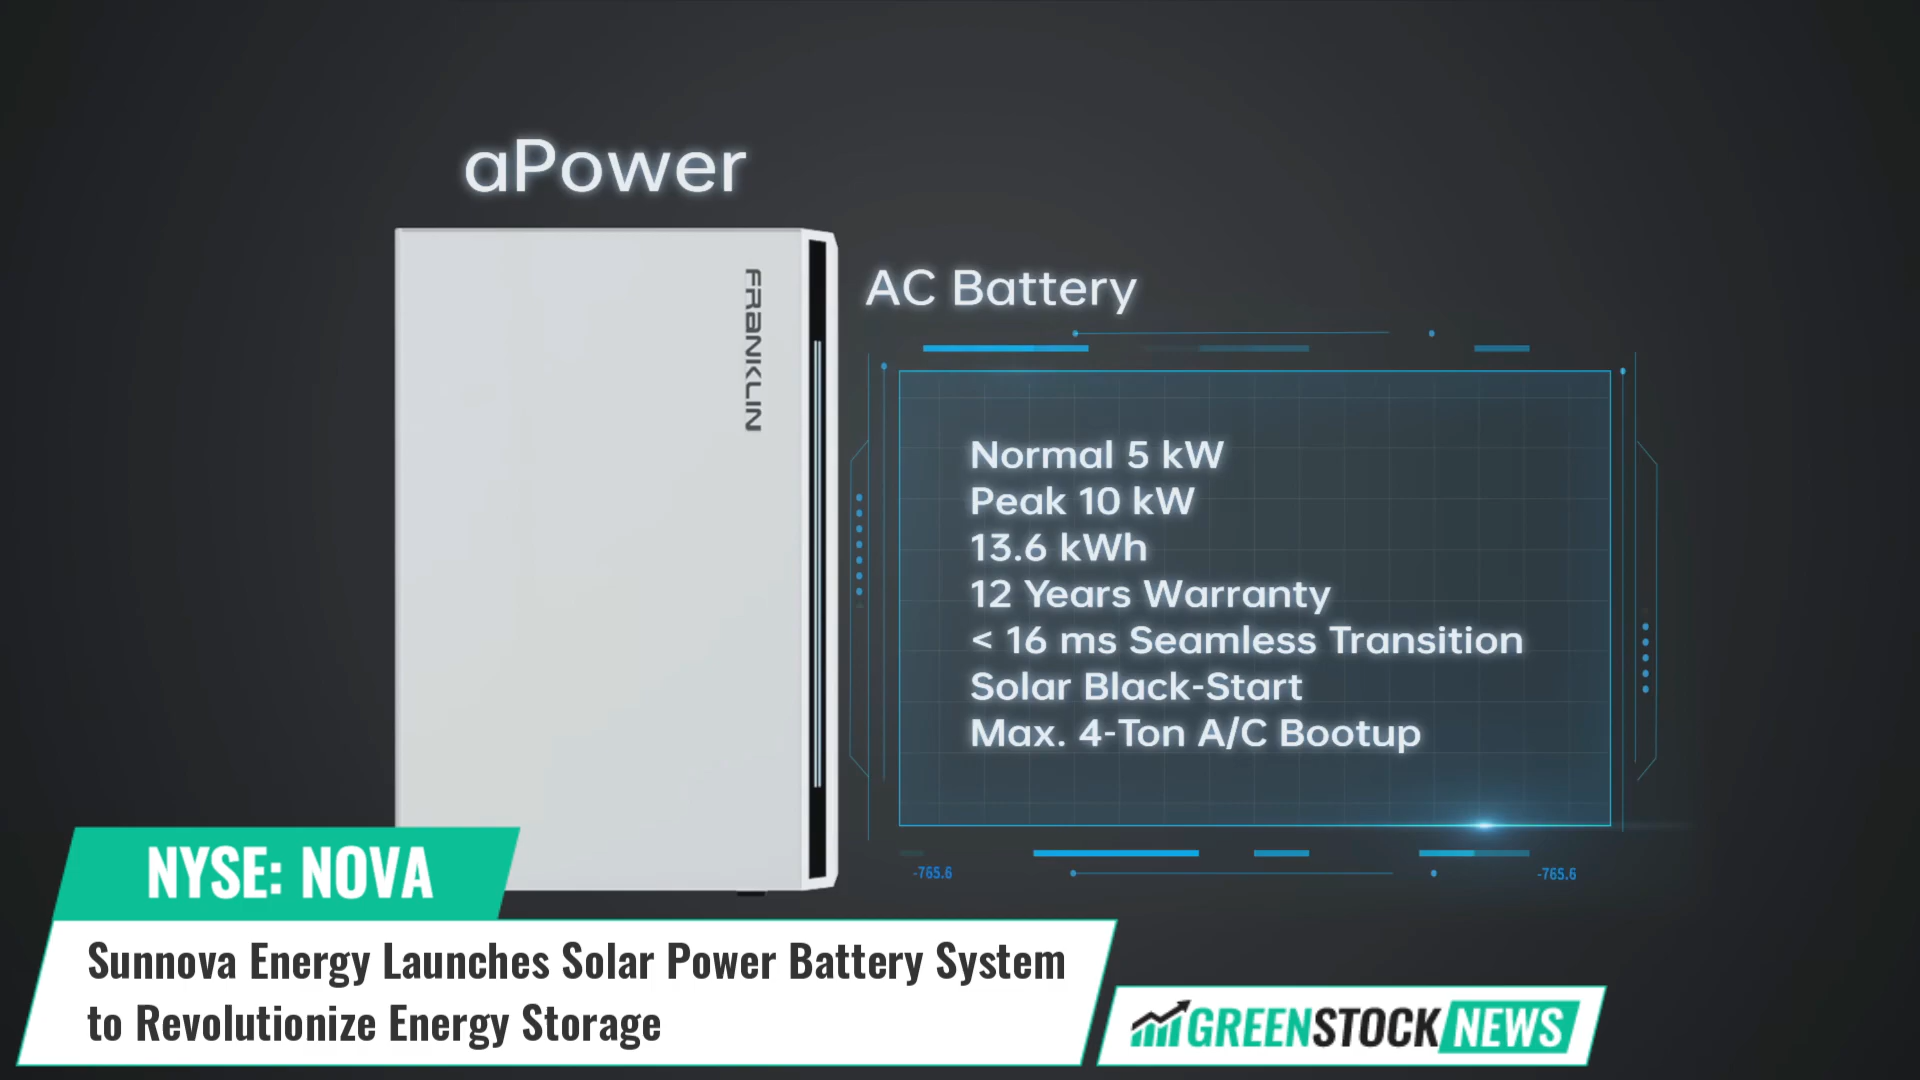 aPower
FRANKLIN
AC Battery
Normal 5 kW
Peak 10 kW
13.6 kWh
12 Years Warranty
< 16 ms Seamless Transition
Solar Black-Start
Max. 4-Ton A/C Bootup
-765.6
-765.6
NYSE: NOVA
Sunnova Energy Launches Solar Power Battery System
to Revolutionize Energy Storage
GREENSTOCK NEWS